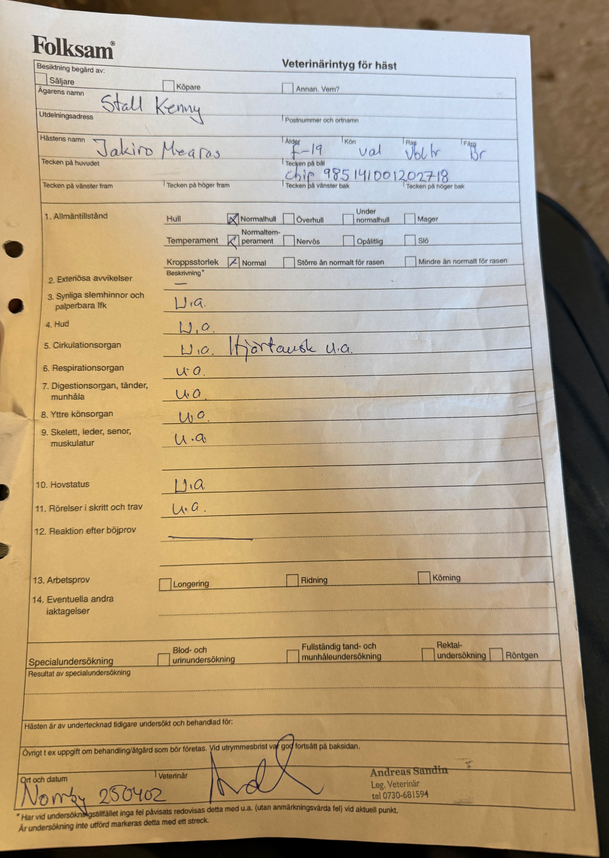 Folksam®
Veterinärintyg för häst
Besiktning begärd av:
Säljare Köpare Annan. Vem?
Ägarens namn
Stall Kenny
Utdelningsadress Postnummer och ortnamn
Hästens namn Ålder Kön Ras Färg
Jakiro Mearas f-19 val Voltr Br
Tecken på huvudet Tecken på bål
chip 985141001202718
Tecken på vänster fram Tecken på höger fram Tecken på vänster bak Tecken på höger bak
1. Allmäntillstånd Hull Normalhull Överhull Under normalhull Mager
Temperament Normaltemperament Nervös Opålitlig Slö
Kroppsstorlek Normal Större än normalt för rasen Mindre än normalt för rasen
2. Exteriösa avvikelser Beskrivning* —
3. Synliga slemhinnor och
palperbara lfk U.a.
4. Hud U.a.
5. Cirkulationsorgan U.a. Hjärtausk u.a.
6. Respirationsorgan u.a.
7. Digestionsorgan, tänder,
munhåla u.a.
8. Yttre könsorgan u.a.
9. Skelett, leder, senor,
muskulatur u.a.
10. Hovstatus U.a
11. Rörelser i skritt och trav u.a.
12. Reaktion efter böjprov
13. Arbetsprov Longering Ridning Körning
14. Eventuella andra
iaktagelser
Specialundersökning Blod- och urinundersökning Fullständig tand- och munhåleundersökning Rektal-undersökning Röntgen
Resultat av specialundersökning
Hästen är av undertecknad tidigare undersökt och behandlad för:
Övrigt t ex uppgift om behandling/åtgärd som bör företas. Vid utrymmesbrist var god fortsätt på baksidan.
Ort och datum Veterinär
Norrby 250402
Andreas Sandin
Leg. Veterinär
tel 0730-681594
* Har vid undersökningstillfället inga fel påvisats redovisas detta med u.a. (utan anmärkningsvärda fel) vid aktuell punkt.
Är undersökning inte utförd markeras detta med ett streck.